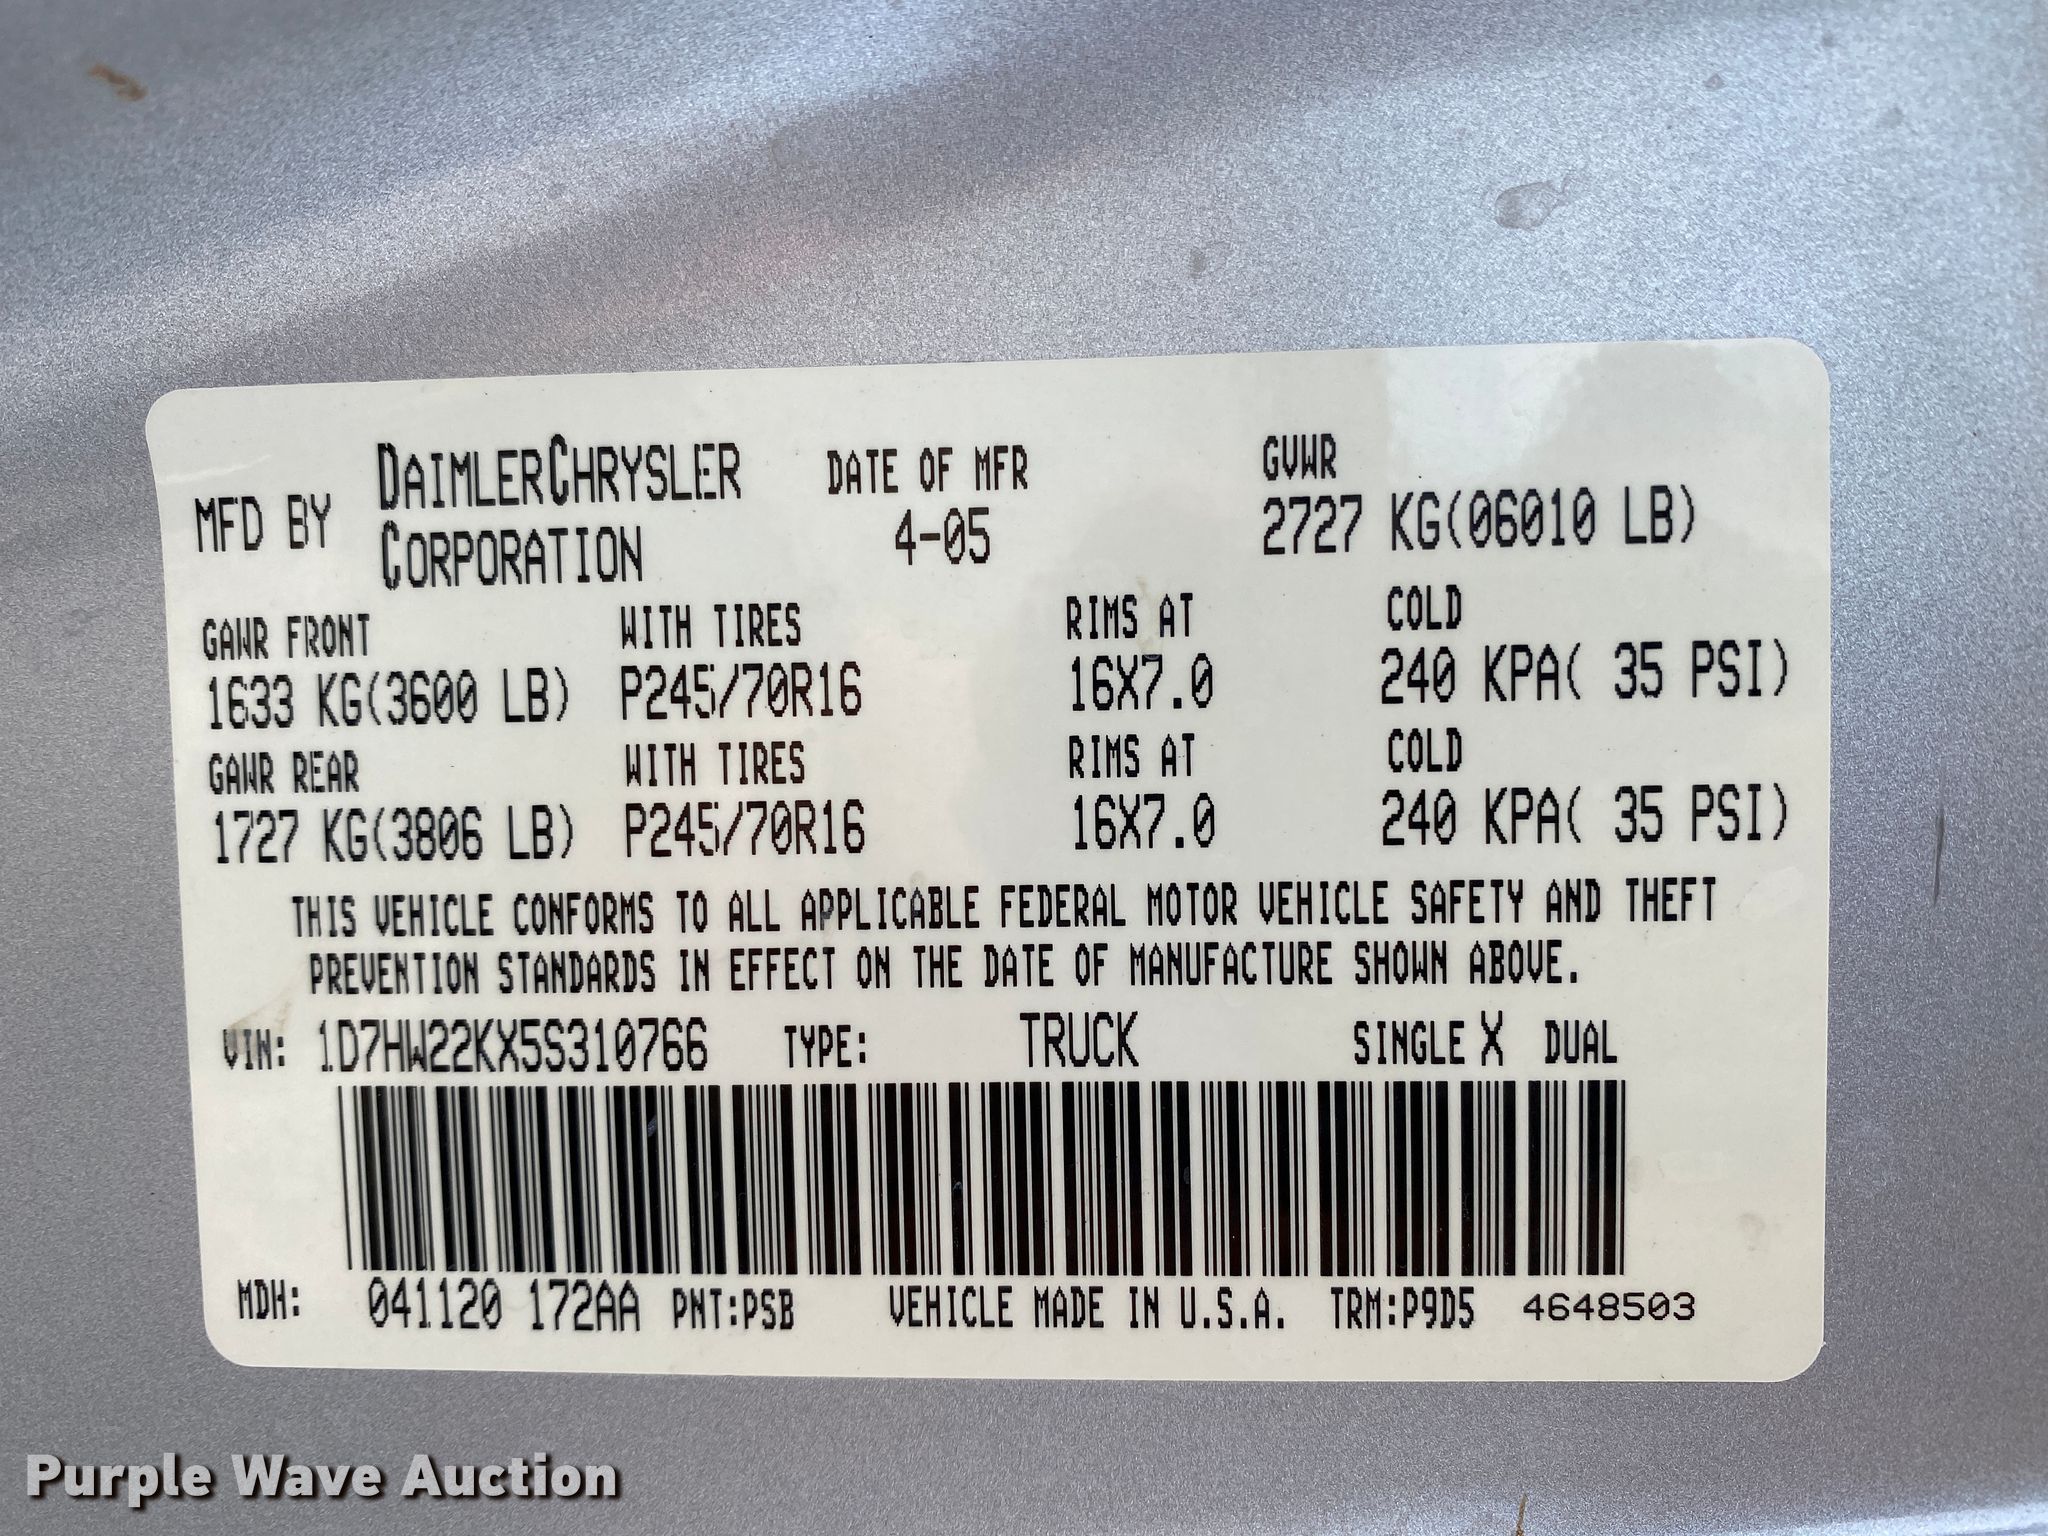 MFD BY DAIMLERCHRYSLER CORPORATION DATE OF MFR 4-05 GVWR 2727 KG(06010 LB)
GAWR FRONT WITH TIRES RIMS AT COLD
1633 KG(3600 LB) P245/70R16 16X7.0 240 KPA( 35 PSI)
GAWR REAR WITH TIRES RIMS AT COLD
1727 KG(3806 LB) P245/70R16 16X7.0 240 KPA( 35 PSI)
THIS VEHICLE CONFORMS TO ALL APPLICABLE FEDERAL MOTOR VEHICLE SAFETY AND THEFT
PREVENTION STANDARDS IN EFFECT ON THE DATE OF MANUFACTURE SHOWN ABOVE.
VIN: 1D7HW22KX5S310766 TYPE: TRUCK SINGLE X DUAL
MDH: 041120 172AA PNT:PSB VEHICLE MADE IN U.S.A. TRM:P9D5 4648503
Purple Wave Auction